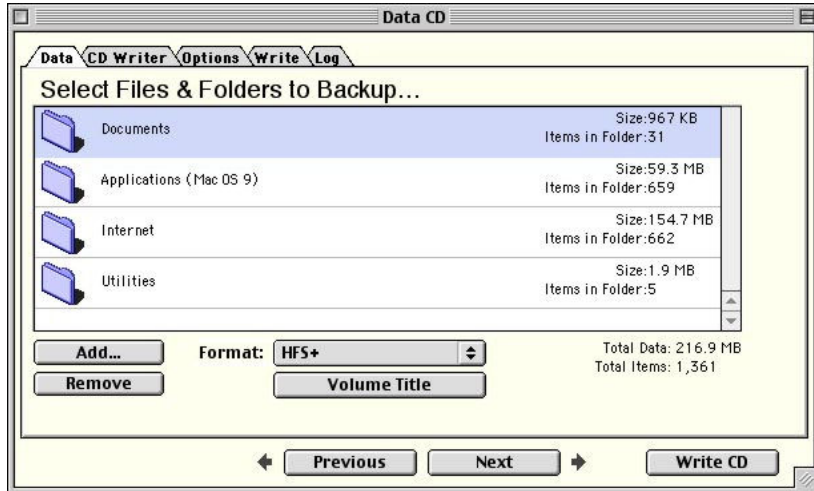 Data CD
Data CD Writer Options Write Log
Select Files & Folders to Backup...
Documents
Size:967 KB
Items in Folder:31
Applications (Mac OS 9)
Size:59.3 MB
Items in Folder:659
Internet
Size:154.7 MB
Items in Folder:662
Utilities
Size:1.9 MB
Items in Folder:5
Add... Format: HFS+ Total Data: 216.9 MB
Total Items: 1,361
Remove Volume Title
Previous Next Write CD